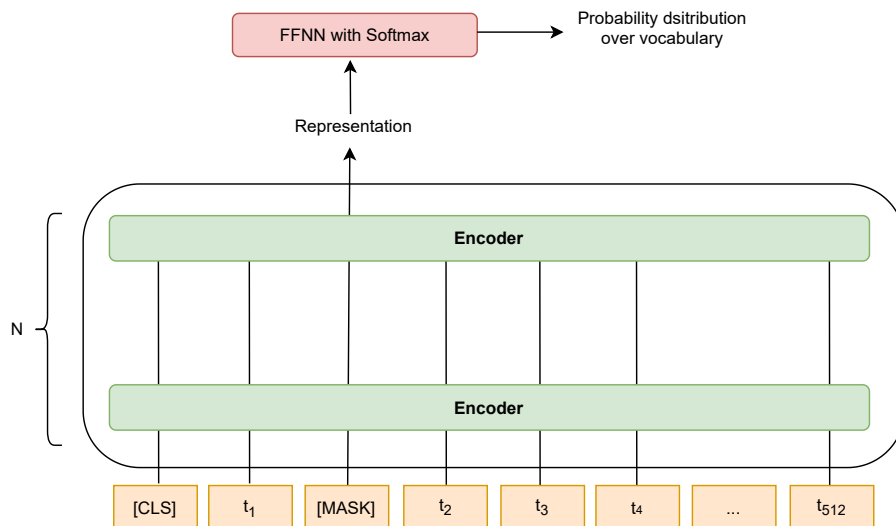 FFNN with Softmax
Probability dsitribution
over vocabulary
Representation
Encoder
N
Encoder
[CLS] t1 [MASK] t2 t3 t4 ... t512